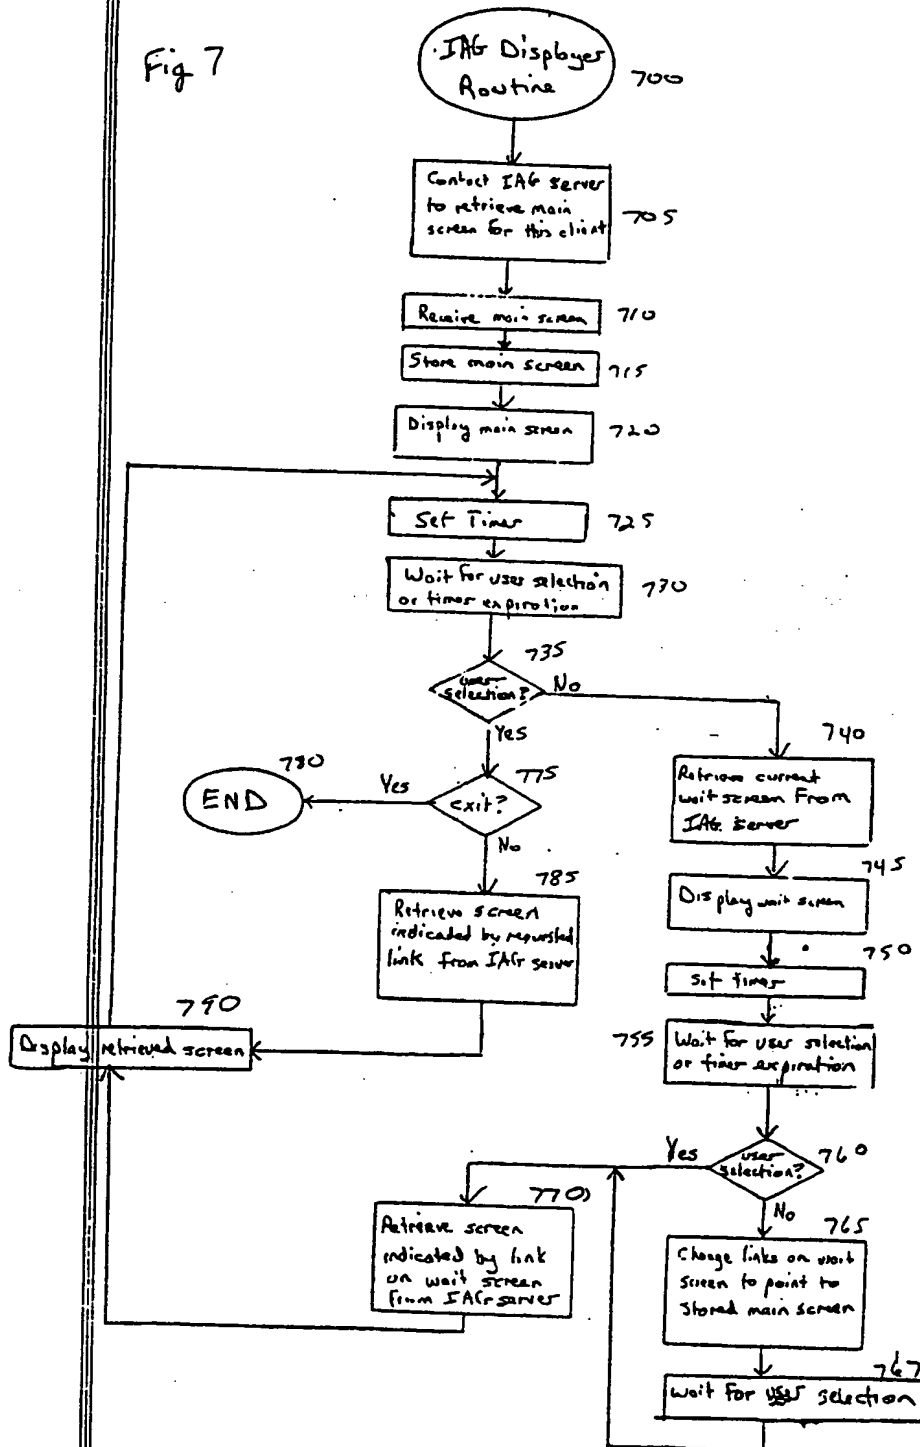 Fig 7
IAG Displayer
Routine
700
Contact IAG server
to retrieve main
screen for this client
705
Receive main screen
710
Store main screen
715
Display main screen
720
Set Timer
725
Wait for user selection
or timer expiration
730
735
user
selection?
No
Yes
740
Retrieve current
wait screen From
IAG server
780
END
Yes
775
exit?
No
745
Display wait screen
785
Retrieve screen
indicated by requested
link from IAG server
750
Set timer
790
Display retrieved screen
755
Wait for user selection
or timer expiration
Yes
760
user
selection?
No
770
Retrieve screen
indicated by link
on wait screen
from IAG server
765
Change links on wait
screen to point to
stored main screen
767
Wait for user selection